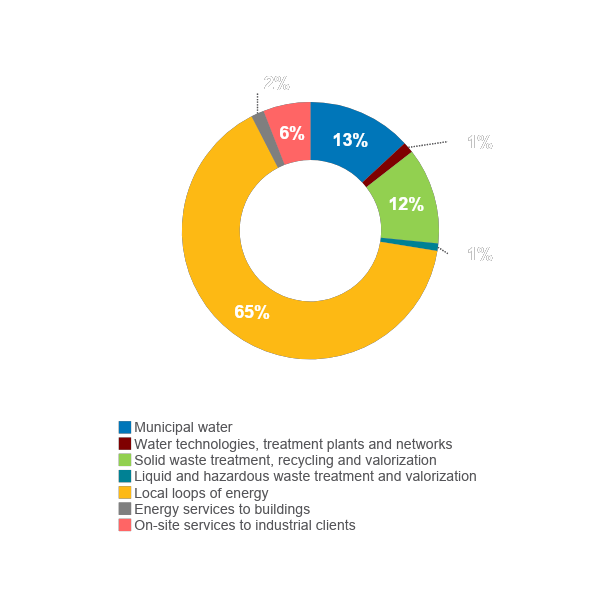 2%
6%
13%
1%
12%
1%
65%
Municipal water
Water technologies, treatment plants and networks
Solid waste treatment, recycling and valorization
Liquid and hazardous waste treatment and valorization
Local loops of energy
Energy services to buildings
On-site services to industrial clients